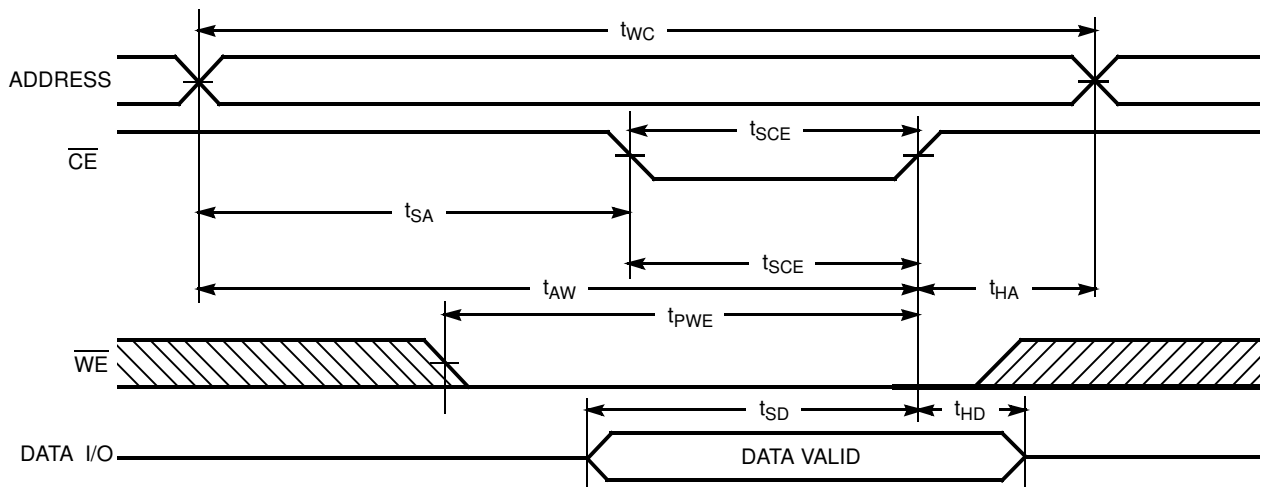 tWC
ADDRESS
tSCE
CE
tSA
tSCE
tAW
tHA
tPWE
WE
tSD
tHD
DATA I/O
DATA VALID